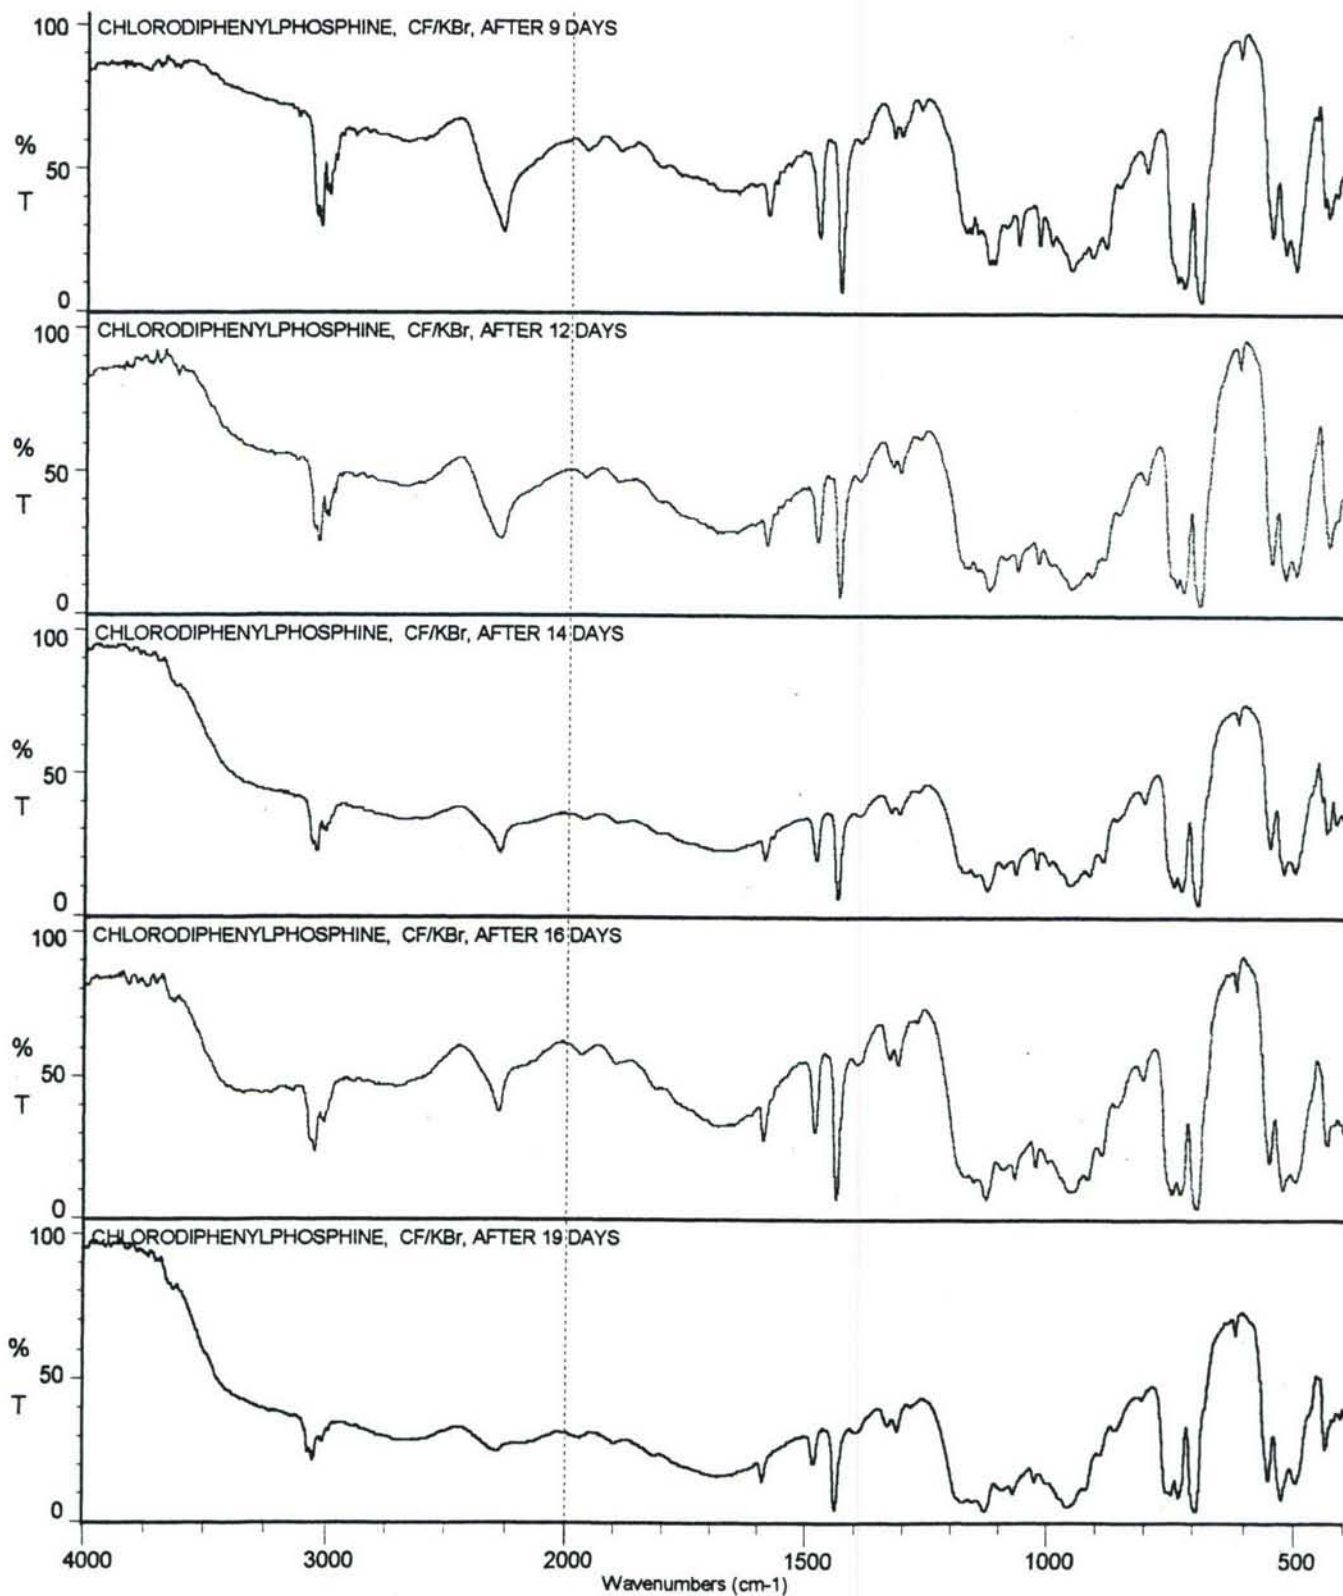 100
CHLORODIPHENYLPHOSPHINE, CF/KBr, AFTER 9 DAYS
%
50
T
0
100
CHLORODIPHENYLPHOSPHINE, CF/KBr, AFTER 12 DAYS
%
50
T
0
100
CHLORODIPHENYLPHOSPHINE, CF/KBr, AFTER 14 DAYS
%
50
T
0
100
CHLORODIPHENYLPHOSPHINE, CF/KBr, AFTER 16 DAYS
%
50
T
0
100
CHLORODIPHENYLPHOSPHINE, CF/KBr, AFTER 19 DAYS
%
50
T
0
4000 3000 2000 1500 1000 500
Wavenumbers (cm-1)